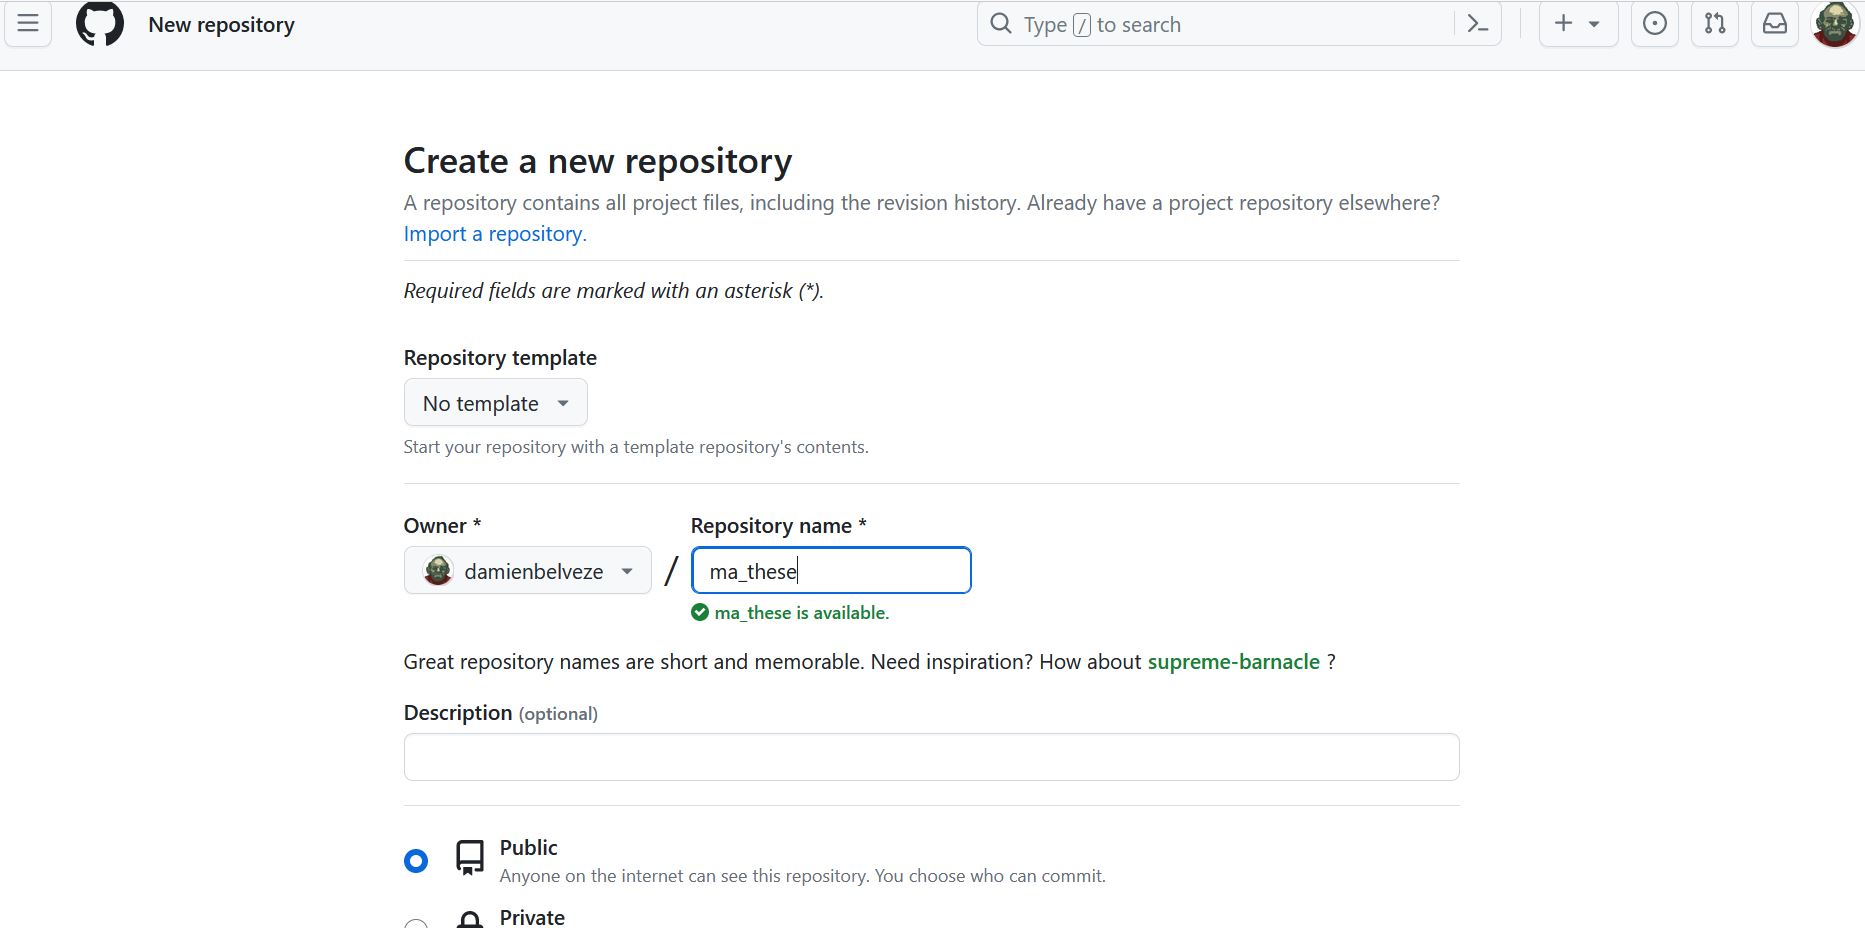 New repository
Type / to search
Create a new repository
A repository contains all project files, including the revision history. Already have a project repository elsewhere?
Import a repository.
Required fields are marked with an asterisk (*).
Repository template
No template
Start your repository with a template repository's contents.
Owner * Repository name *
damienbelveze / ma_these
ma_these is available.
Great repository names are short and memorable. Need inspiration? How about supreme-barnacle ?
Description (optional)
Public
Anyone on the internet can see this repository. You choose who can commit.
Private